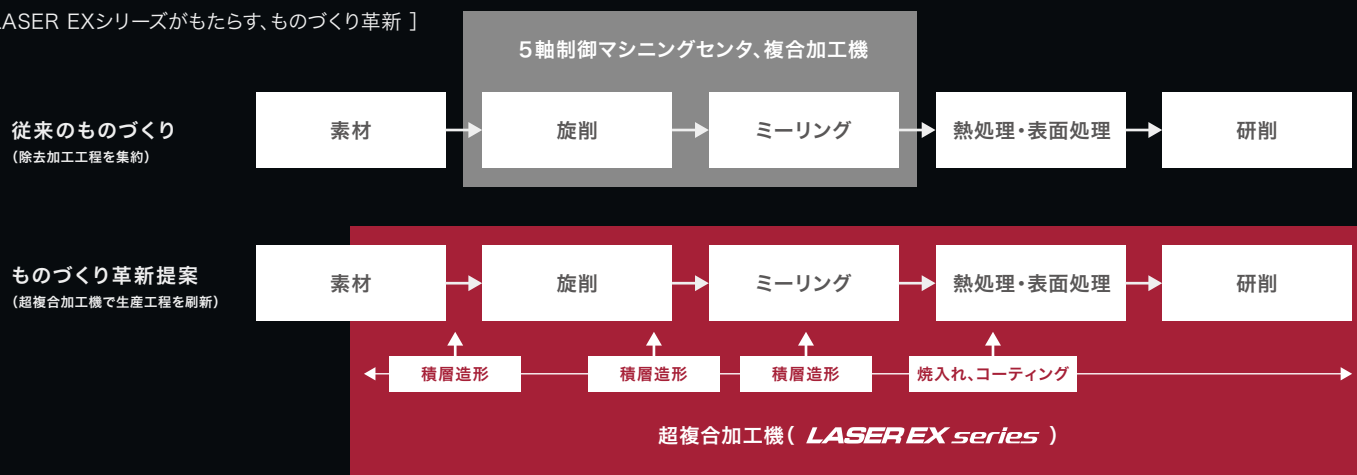 LASER EXシリーズがもたらす、ものづくり革新 ]
5軸制御マシニングセンタ、複合加工機
従来のものづくり
(除去加工工程を集約)
素材
旋削
ミーリング
熱処理・表面処理
研削
ものづくり革新提案
(超複合加工機で生産工程を刷新)
素材
旋削
ミーリング
熱処理・表面処理
研削
積層造形
積層造形
積層造形
焼入れ、コーティング
超複合加工機( LASER EX series )